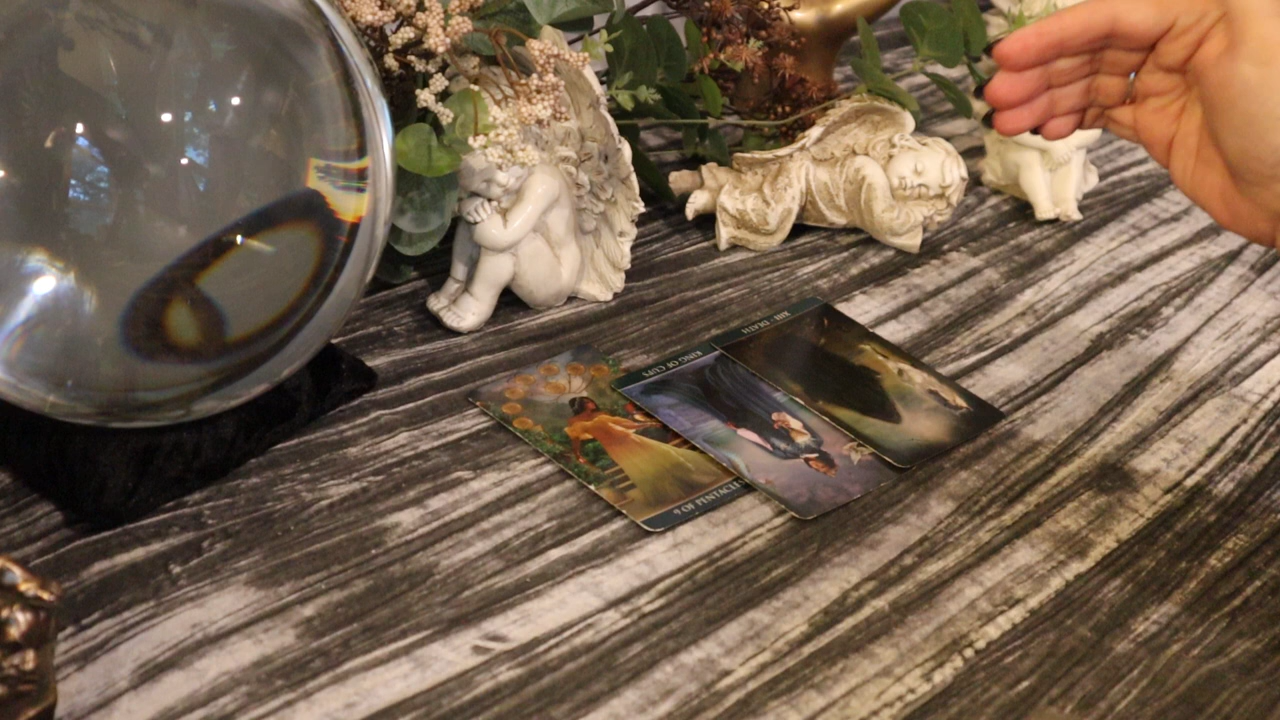 9 OF PENTACLES
KING OF CUPS
XIII - DEATH